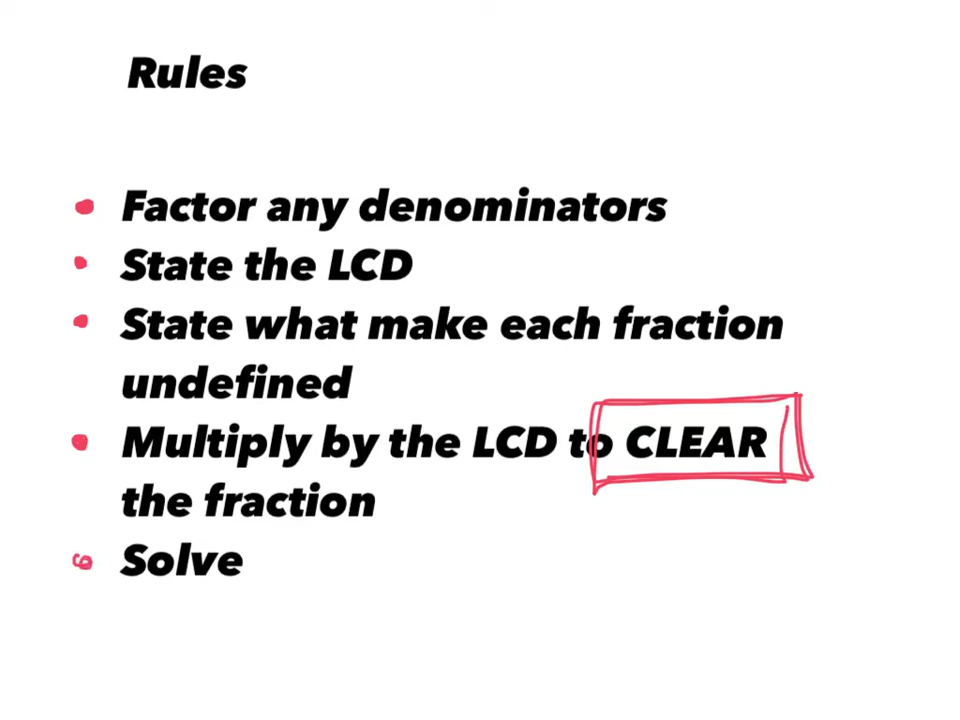 Rules
Factor any denominators
State the LCD
State what make each fraction
undefined
Multiply by the LCD to CLEAR
the fraction
Solve